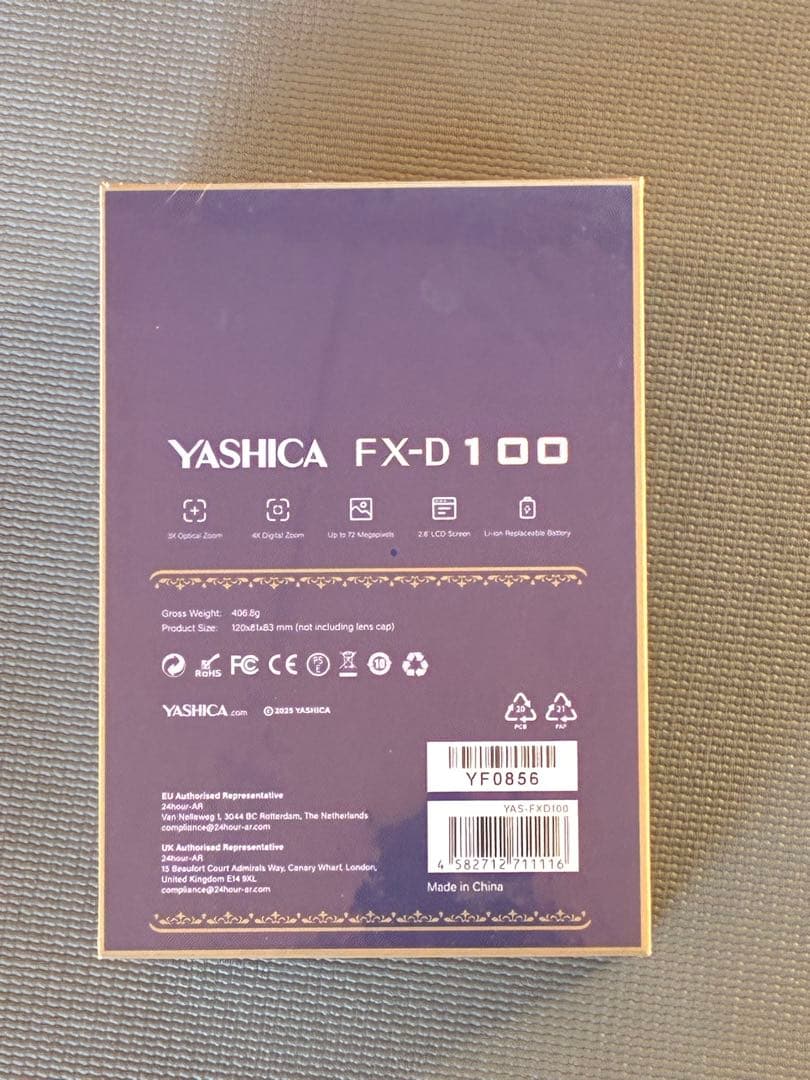 YASHICA FX-D 100
3X Optical Zoom 4X Digital Zoom Up to 72 Megapixels 2.8" LCD Screen Li-ion Replaceable Battery
Gross Weight: 406.8g
Product Size: 120x81x83 mm (not including lens cap)
RoHS FC CE PS E 10
YASHICA.com © 2025 YASHICA
20 21
PCB PAP
YF0856
YAS-FXD100
4 582712 711116
Made in China
EU Authorised Representative
24hour-AR
Van Nelleweg 1, 3044 BC Rotterdam, The Netherlands
compliance@24hour-ar.com
UK Authorised Representative
24hour-AR
15 Beaufort Court Admirals Way, Canary Wharf, London,
United Kingdom E14 9XL
compliance@24hour-ar.com